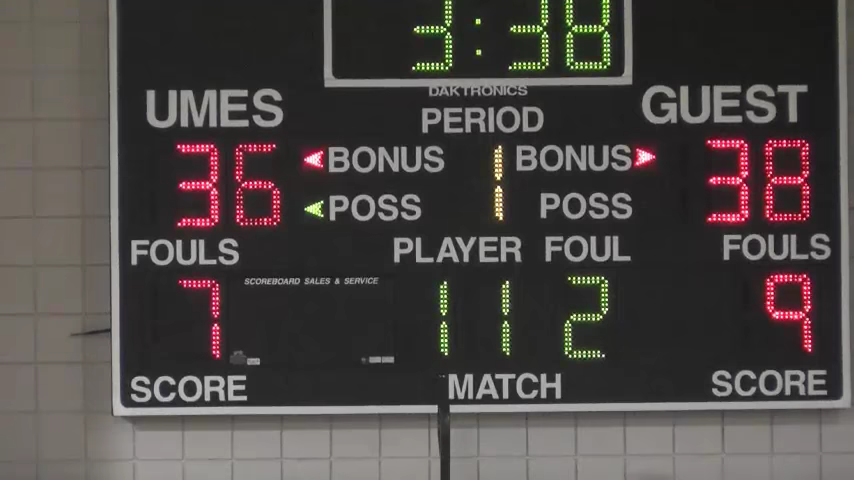 3:38
DAKTRONICS
UMES PERIOD GUEST
36 BONUS 1 BONUS 38
POSS POSS
FOULS PLAYER FOUL FOULS
SCOREBOARD SALES & SERVICE
7 11 2 9
SCORE MATCH SCORE